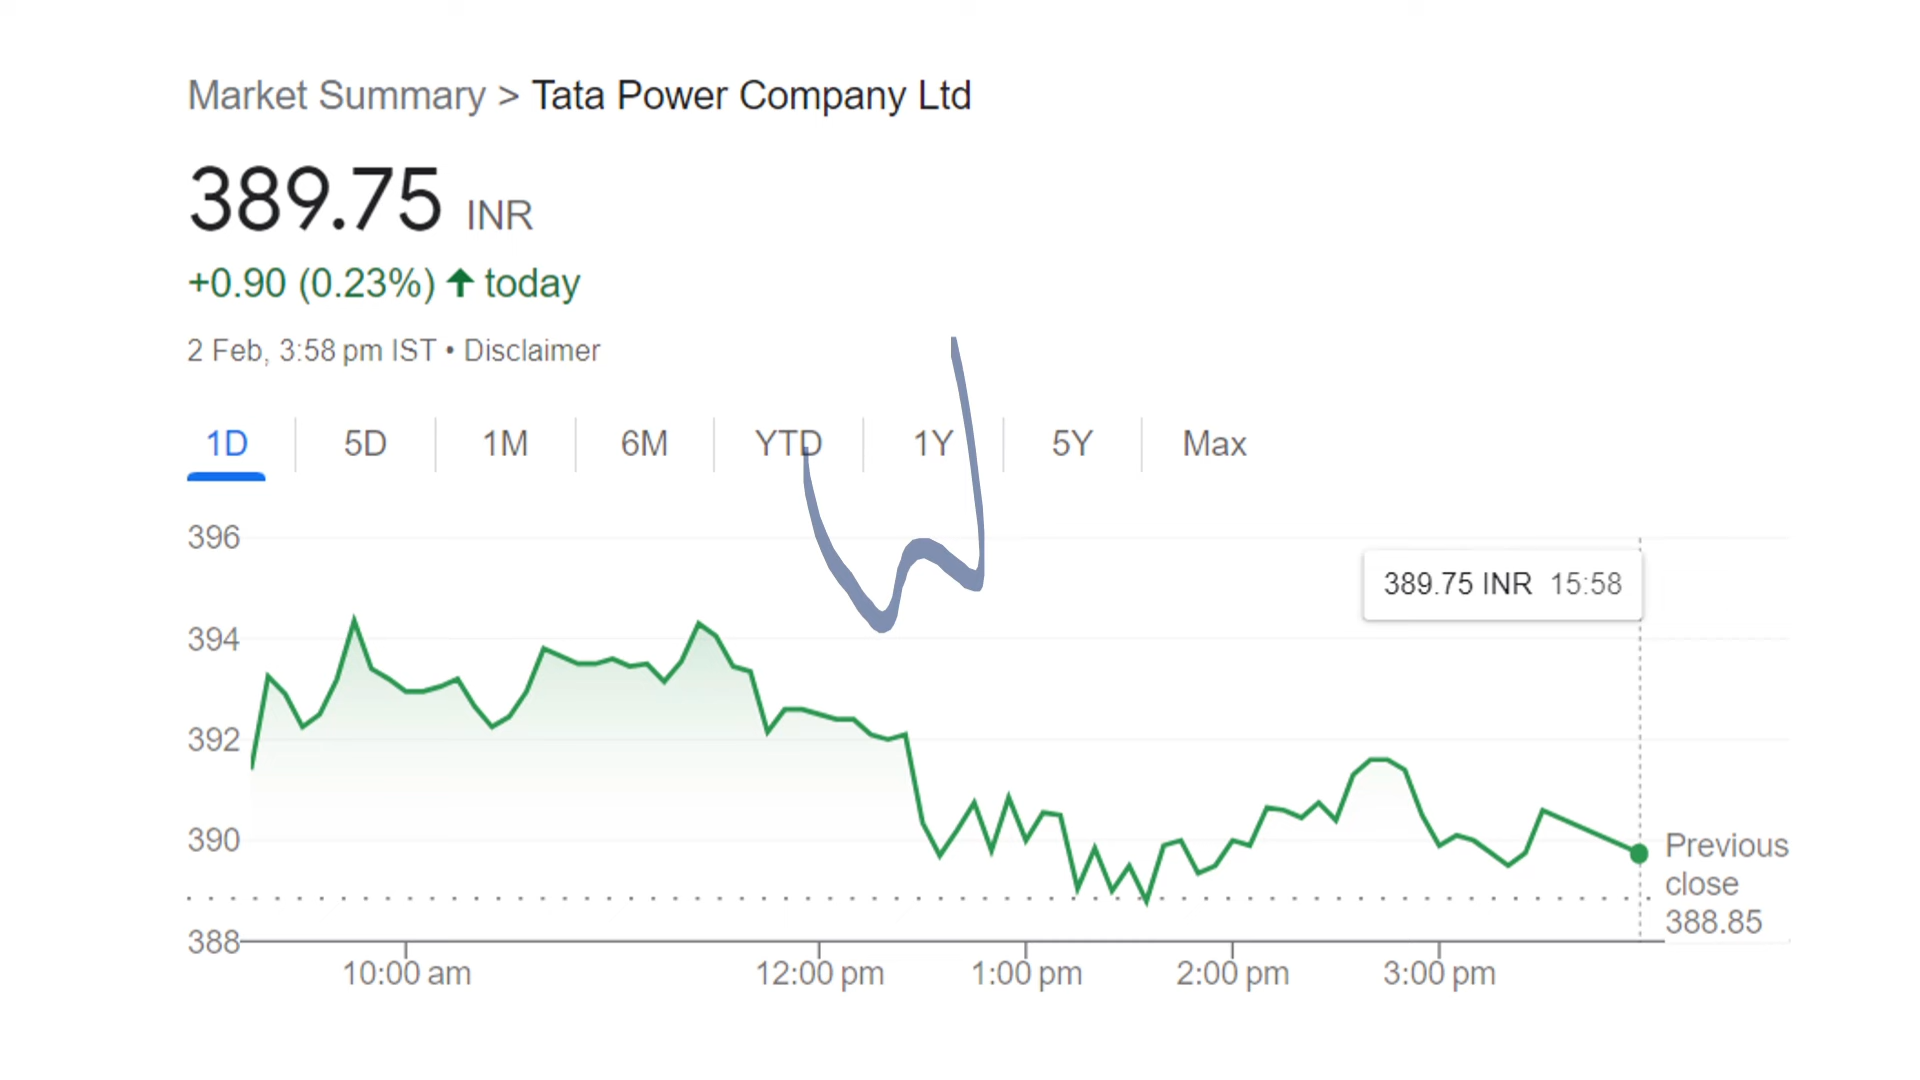 Market Summary > Tata Power Company Ltd
389.75 INR
+0.90 (0.23%) ↑ today
2 Feb, 3:58 pm IST • Disclaimer
1D 5D 1M 6M YTD 1Y 5Y Max
396
389.75 INR 15:58
394
392
390
Previous
close
388.85
388
10:00 am 12:00 pm 1:00 pm 2:00 pm 3:00 pm